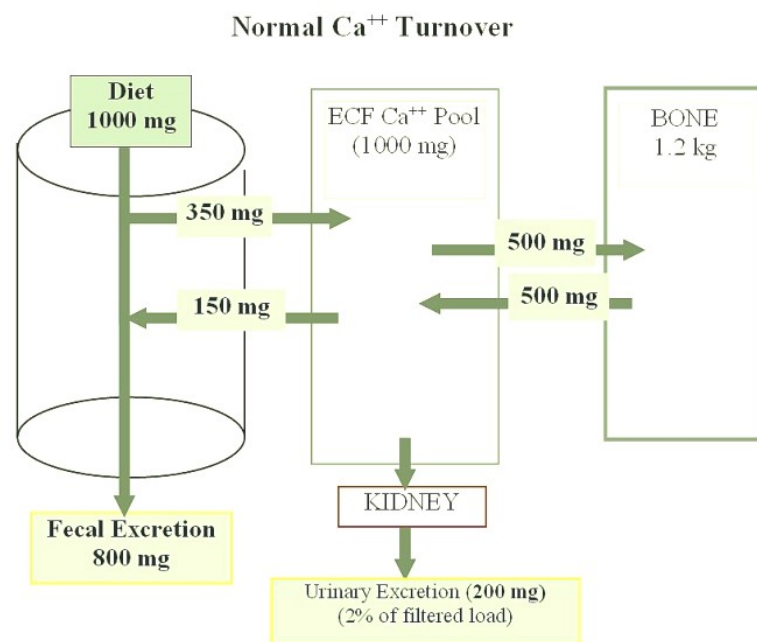 Normal Ca⁺⁺ Turnover
Diet
1000 mg
ECF Ca⁺⁺ Pool
(1000 mg)
BONE
1.2 kg
350 mg
500 mg
500 mg
150 mg
KIDNEY
Fecal Excretion
800 mg
Urinary Excretion (200 mg)
(2% of filtered load)